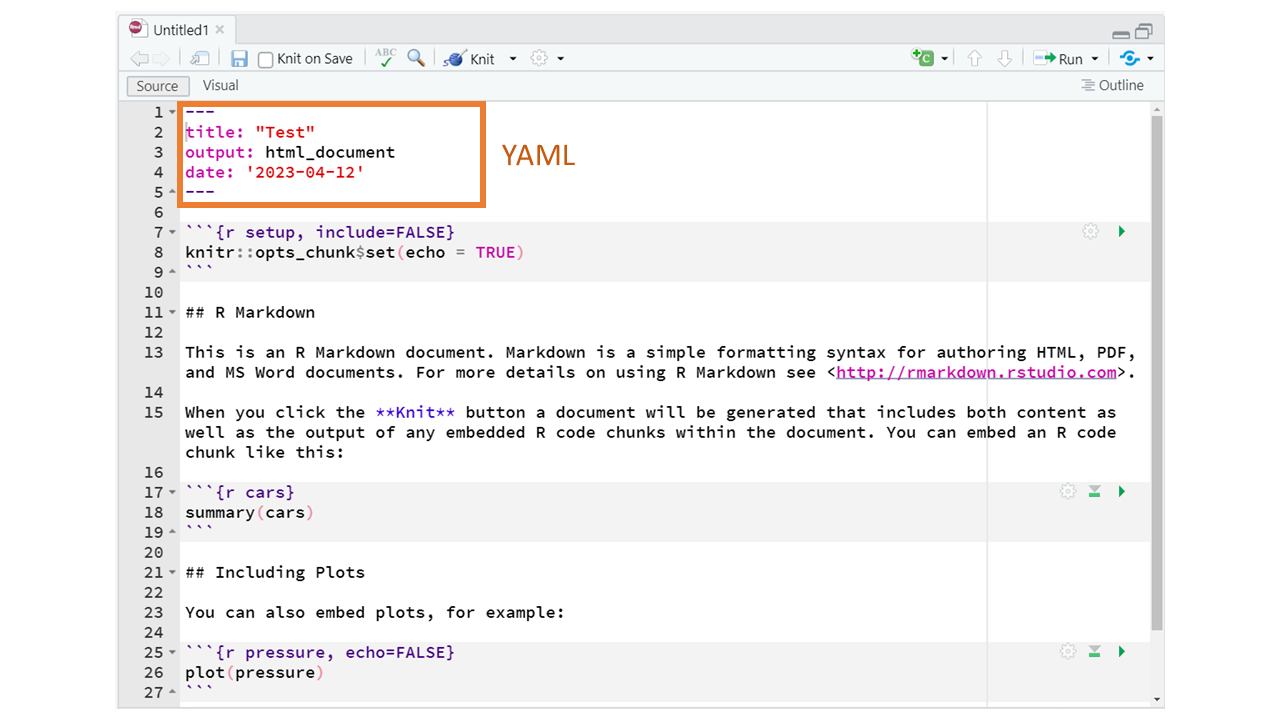 Untitled1
Knit on Save ABC Knit Run
Source Visual Outline
1 ---
2 title: "Test"
3 output: html_document
4 date: '2023-04-12'
5 ---
YAML
6
7 ```{r setup, include=FALSE}
8 knitr::opts_chunk$set(echo = TRUE)
9 ```
10
11 ## R Markdown
12
13 This is an R Markdown document. Markdown is a simple formatting syntax for authoring HTML, PDF,
and MS Word documents. For more details on using R Markdown see <http://rmarkdown.rstudio.com>.
14
15 When you click the **Knit** button a document will be generated that includes both content as
well as the output of any embedded R code chunks within the document. You can embed an R code
chunk like this:
16
17 ```{r cars}
18 summary(cars)
19 ```
20
21 ## Including Plots
22
23 You can also embed plots, for example:
24
25 ```{r pressure, echo=FALSE}
26 plot(pressure)
27 ```